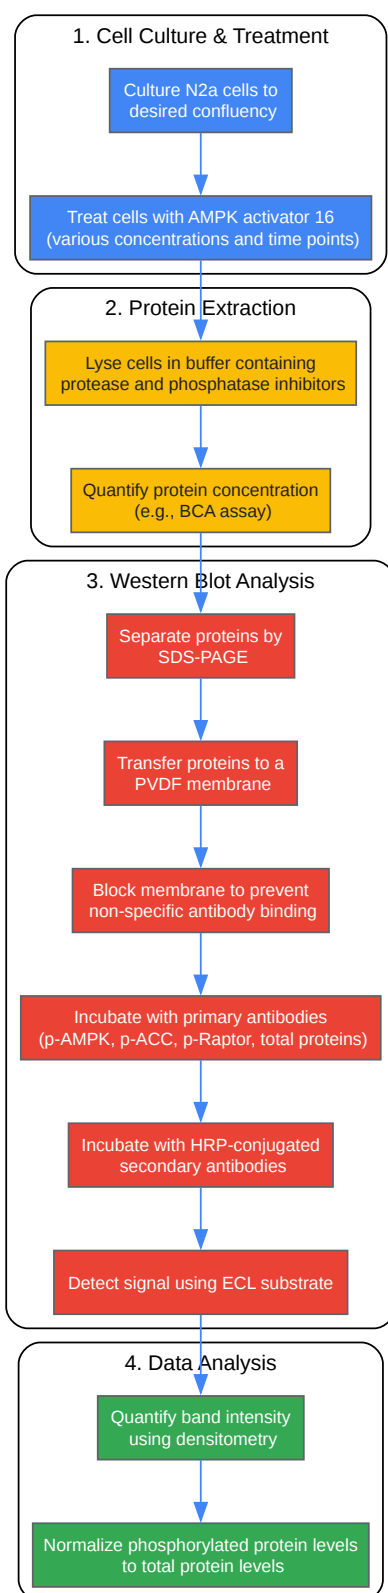 1. Cell Culture & Treatment
Culture N2a cells to
desired confluency
Treat cells with AMPK activator 16
(various concentrations and time points)
2. Protein Extraction
Lyse cells in buffer containing
protease and phosphatase inhibitors
Quantify protein concentration
(e.g., BCA assay)
3. Western Blot Analysis
Separate proteins by
SDS-PAGE
Transfer proteins to a
PVDF membrane
Block membrane to prevent
non-specific antibody binding
Incubate with primary antibodies
(p-AMPK, p-ACC, p-Raptor, total proteins)
Incubate with HRP-conjugated
secondary antibodies
Detect signal using ECL substrate
4. Data Analysis
Quantify band intensity
using densitometry
Normalize phosphorylated protein levels
to total protein levels